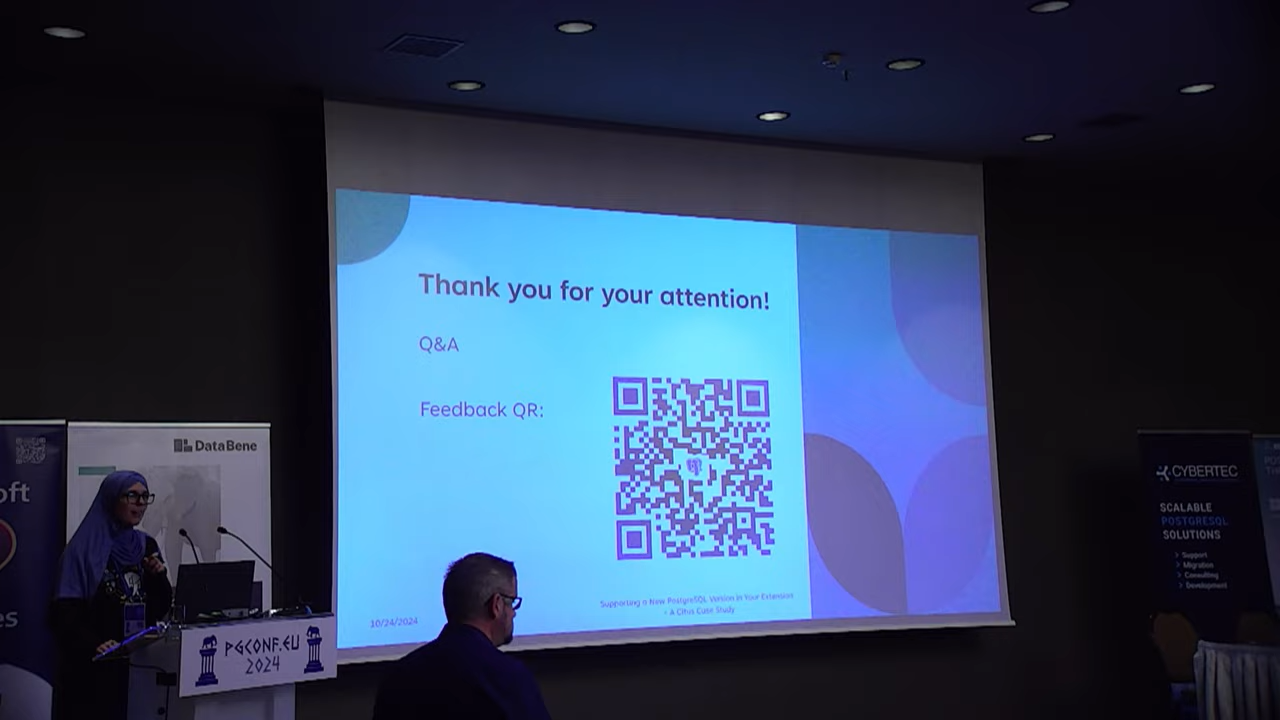 Thank you for your attention!
Q&A
Feedback QR:
Supporting a New PostgreSQL Version in Your Extension
- A Citus Case Study
10/24/2024
DataBene
oft
es
PGCONF.EU
2024
CYBERTEC
SCALABLE
POSTGRESQL
SOLUTIONS
> Support
> Migration
> Consulting
> Development